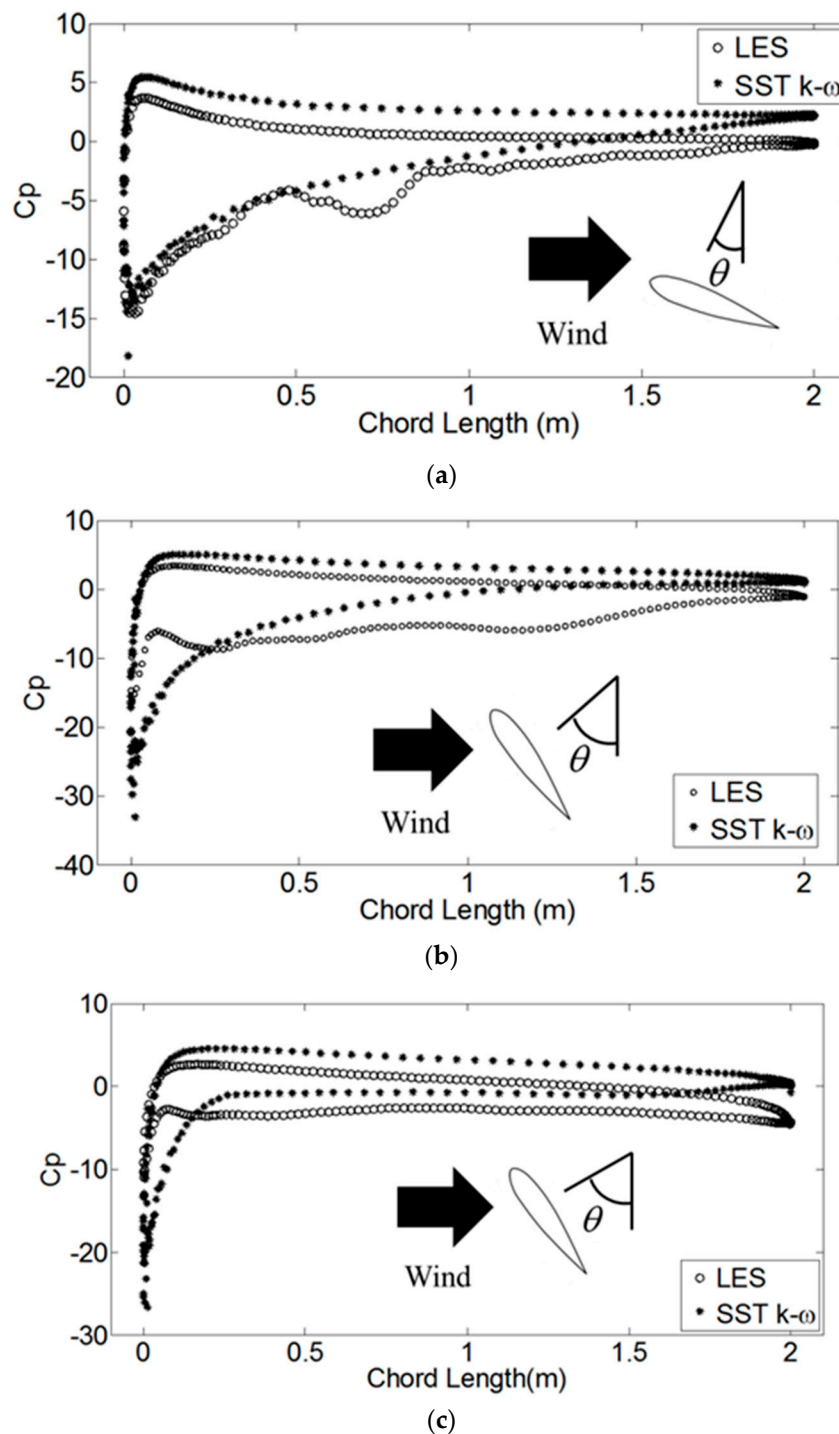 10
5
0
-5
-10
-15
-20
Cp
LES
SST k-ω
θ
Wind
0 0.5 1 1.5 2
Chord Length (m)
(a)
10
0
-10
-20
-30
-40
Cp
θ
Wind
LES
SST k-ω
0 0.5 1 1.5 2
Chord Length (m)
(b)
10
0
-10
-20
-30
Cp
θ
Wind
LES
SST k-ω
0 0.5 1 1.5 2
Chord Length(m)
(c)